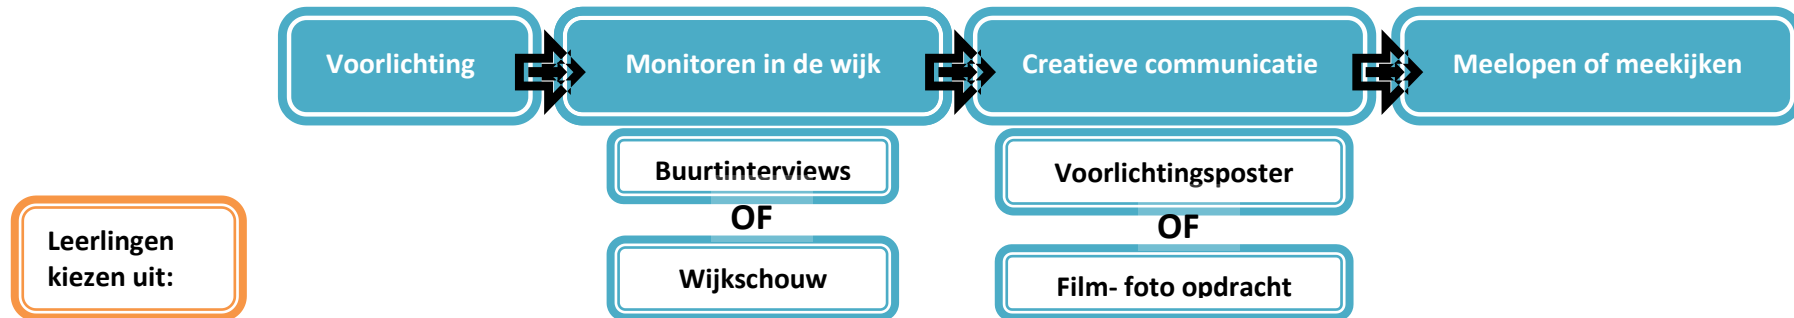 Voorlichting
Monitoren in de wijk
Creatieve communicatie
Meelopen of meekijken
Buurtinterviews
Voorlichtingsposter
OF
OF
Leerlingen
kiezen uit:
Wijkschouw
Film- foto opdracht